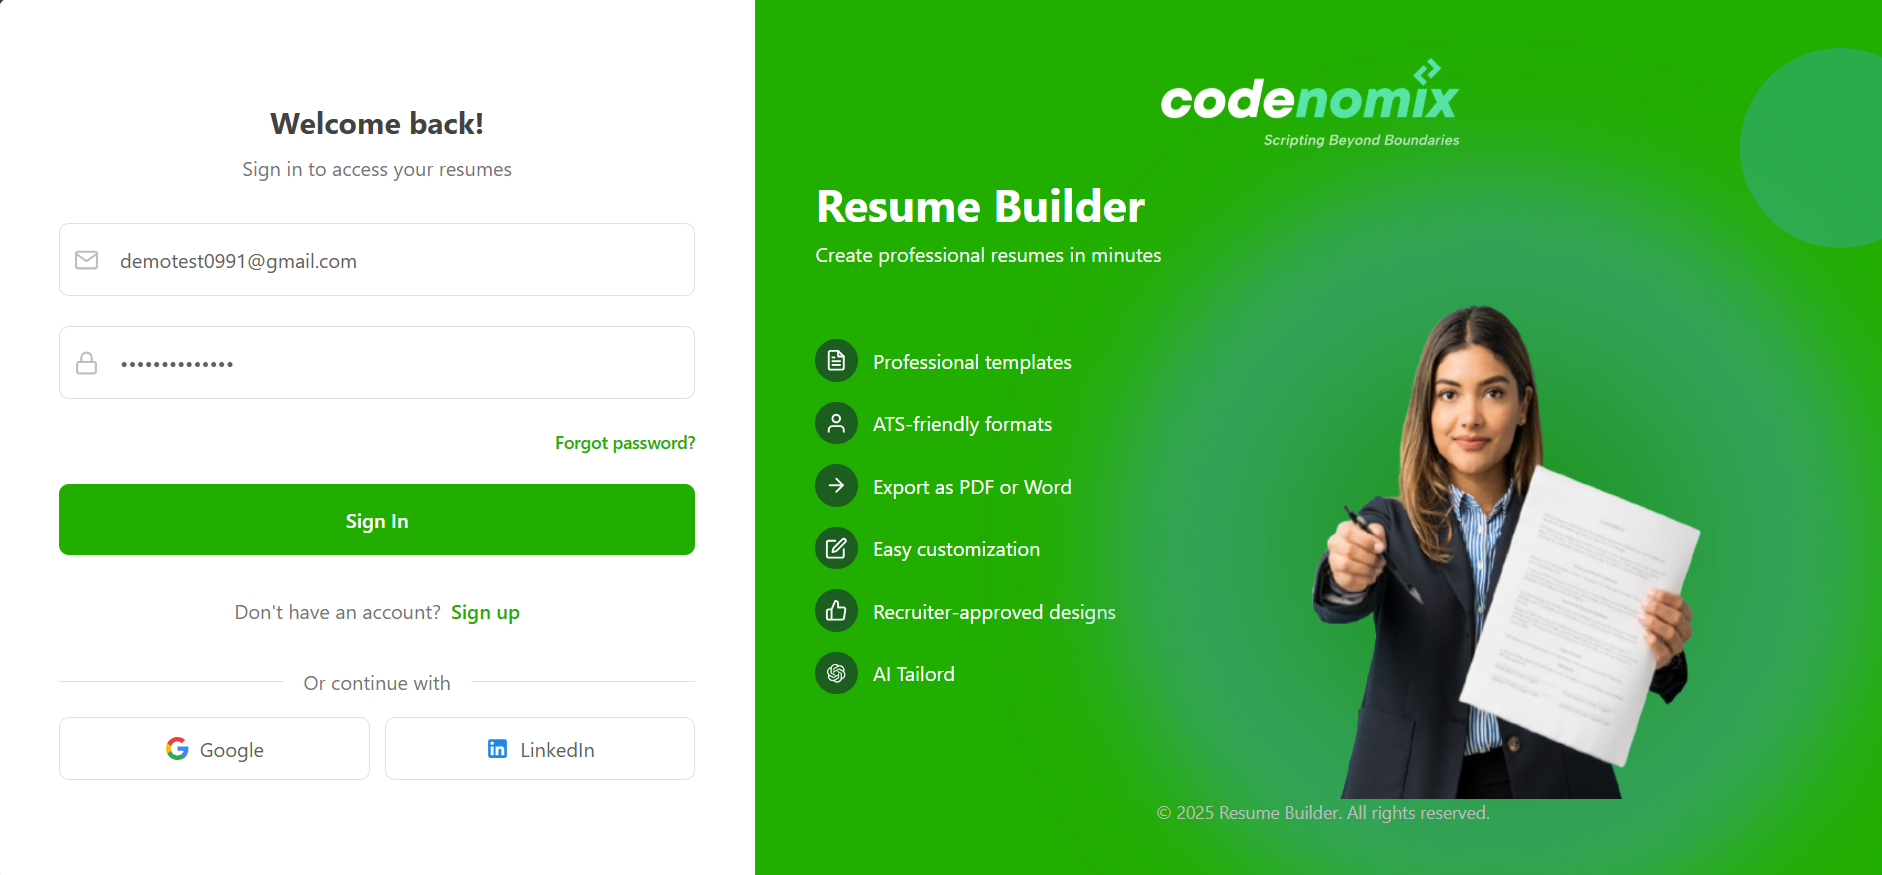 Welcome back!
Sign in to access your resumes
demotest0991@gmail.com
••••••••••••••
Forgot password?
Sign In
Don't have an account? Sign up
Or continue with
Google
LinkedIn
codenomix
Scripting Beyond Boundaries
Resume Builder
Create professional resumes in minutes
Professional templates
ATS-friendly formats
Export as PDF or Word
Easy customization
Recruiter-approved designs
AI Tailord
© 2025 Resume Builder. All rights reserved.